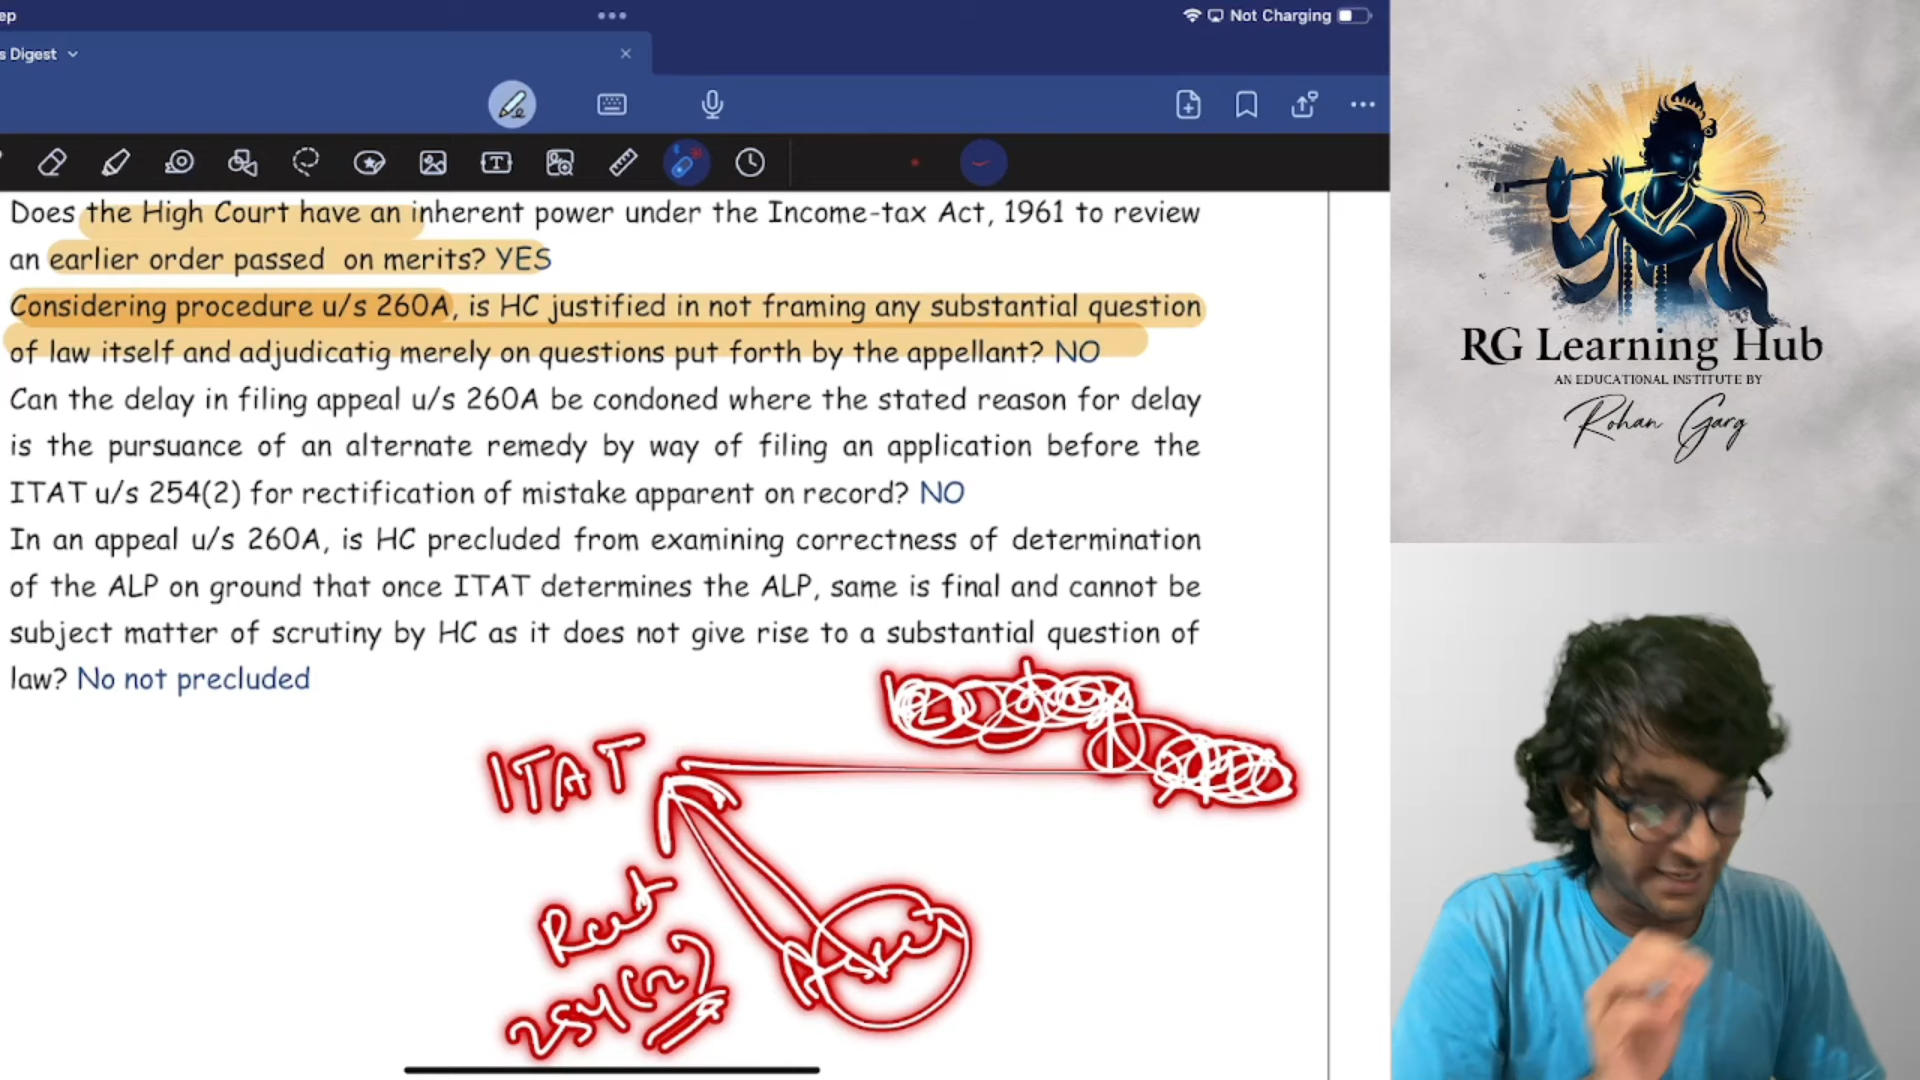 ep
Not Charging
s Digest
Does the High Court have an inherent power under the Income-tax Act, 1961 to review
an earlier order passed on merits? YES
Considering procedure u/s 260A, is HC justified in not framing any substantial question
of law itself and adjudicatig merely on questions put forth by the appellant? NO
Can the delay in filing appeal u/s 260A be condoned where the stated reason for delay
is the pursuance of an alternate remedy by way of filing an application before the
ITAT u/s 254(2) for rectification of mistake apparent on record? NO
In an appeal u/s 260A, is HC precluded from examining correctness of determination
of the ALP on ground that once ITAT determines the ALP, same is final and cannot be
subject matter of scrutiny by HC as it does not give rise to a substantial question of
law? No not precluded
ITAT
Rect
254(2)
RG Learning Hub
AN EDUCATIONAL INSTITUTE BY
Rohan Garg